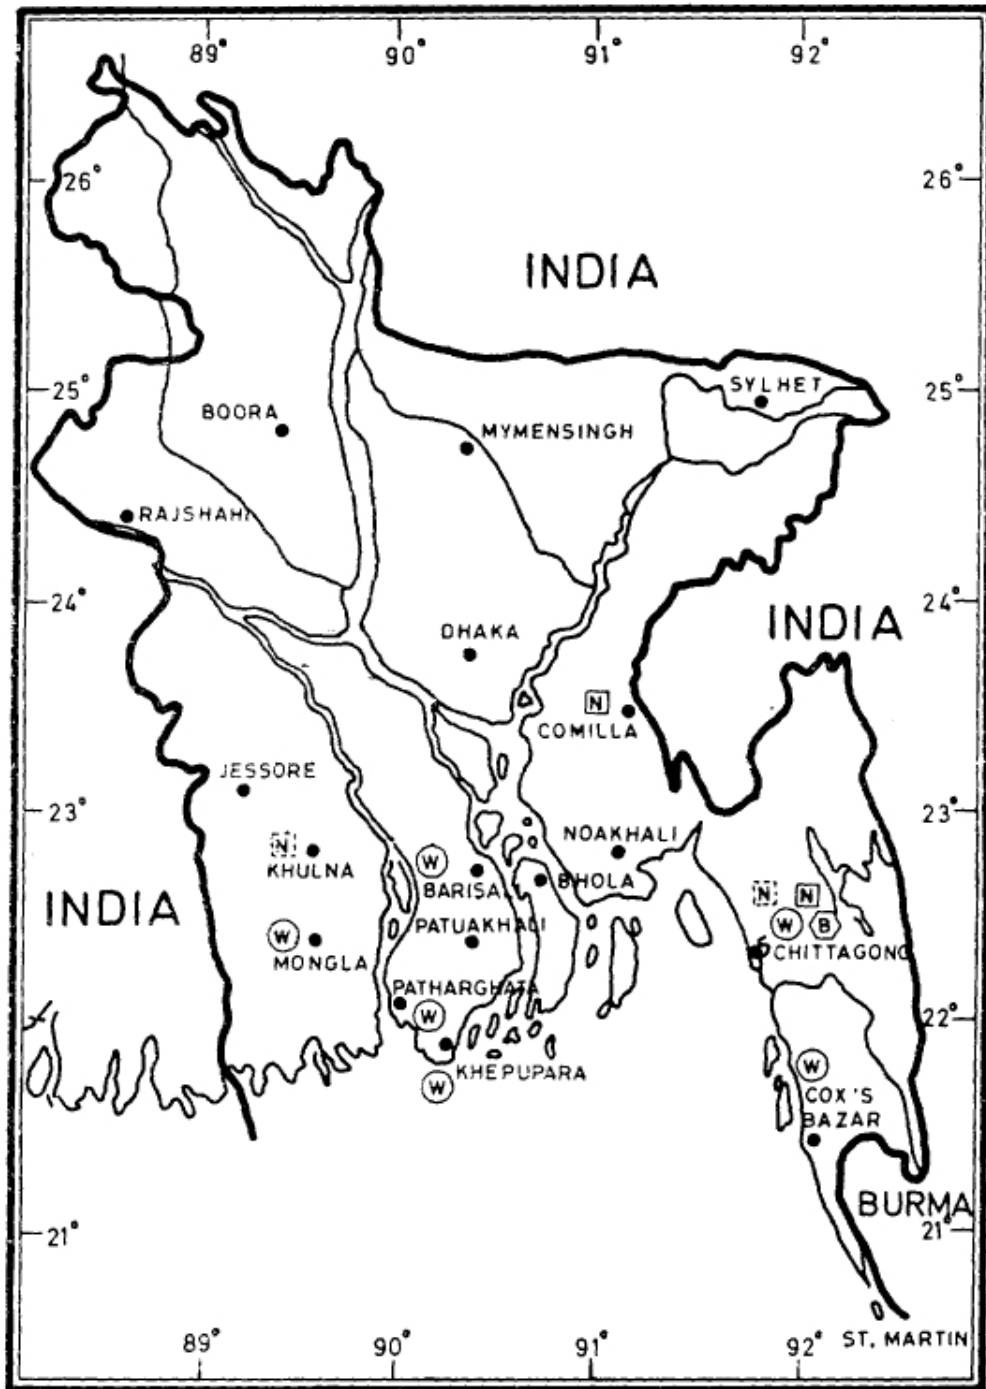 89° 90° 91° 92°
26° 26°
INDIA
25° SYLHET 25°
BOORA
MYMENSINGH
RAJSHAHI
24° 24°
INDIA
DHAKA
N
COMILLA
JESSORE
23° 23°
NOAKHALI
N
KHULNA
W
BARISAL
BHOLA
N N
INDIA
PATUAKHALI
W B
W
CHITTAGONG
MONGLA
PATHARGHATA
W
22° 22°
KHEPUPARA
W
W
COX'S
BAZAR
BURMA
21° 21°
89° 90° 91° 92°
ST. MARTIN